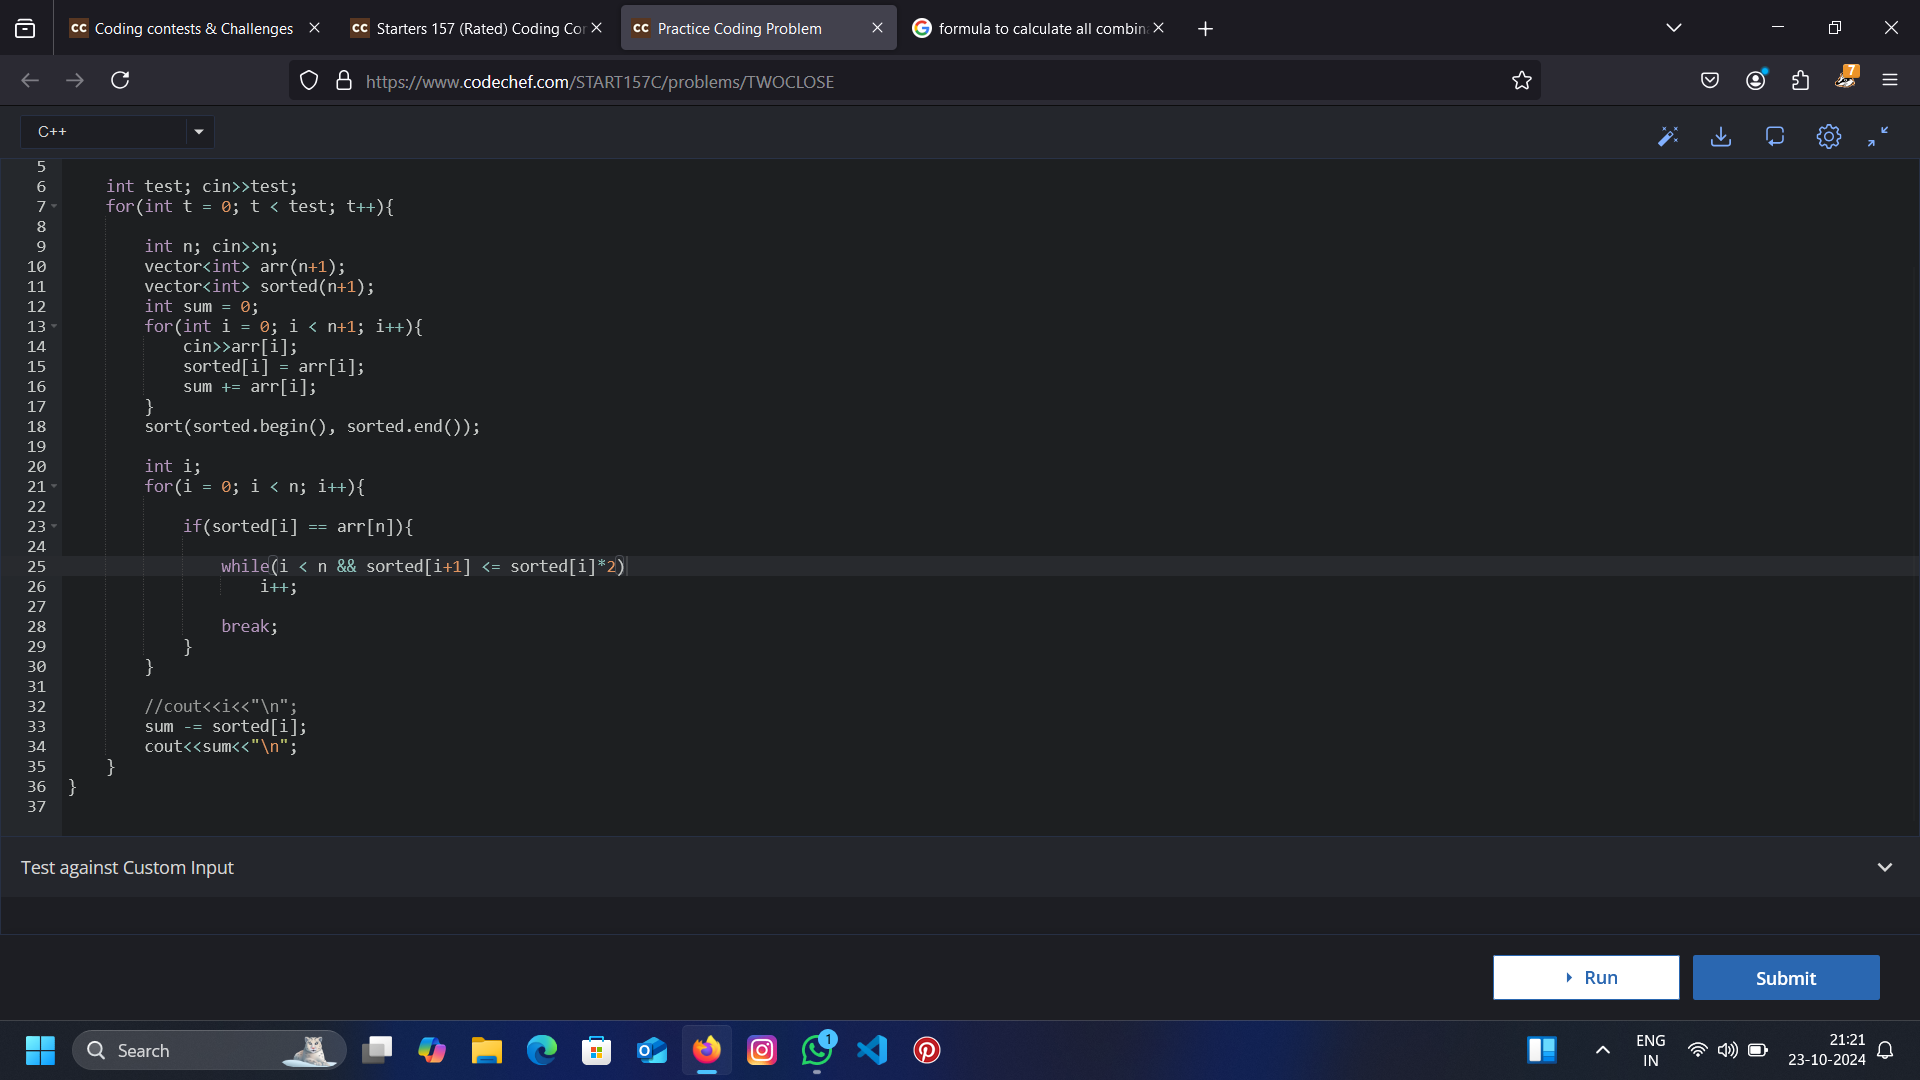 Coding contests & Challenges
Starters 157 (Rated) Coding Co
Practice Coding Problem
formula to calculate all combin
https://www.codechef.com/START157C/problems/TWOCLOSE
7
C++
5
6 int test; cin>>test;
7 for(int t = 0; t < test; t++){
8
9 int n; cin>>n;
10 vector<int> arr(n+1);
11 vector<int> sorted(n+1);
12 int sum = 0;
13 for(int i = 0; i < n+1; i++){
14 cin>>arr[i];
15 sorted[i] = arr[i];
16 sum += arr[i];
17 }
18 sort(sorted.begin(), sorted.end());
19
20 int i;
21 for(i = 0; i < n; i++){
22
23 if(sorted[i] == arr[n]){
24
25 while(i < n && sorted[i+1] <= sorted[i]*2)
26 i++;
27
28 break;
29 }
30 }
31
32 //cout<<i<<"\n";
33 sum -= sorted[i];
34 cout<<sum<<"\n";
35 }
36 }
37
Test against Custom Input
Run
Submit
Search
1
ENG
IN
21:21
23-10-2024